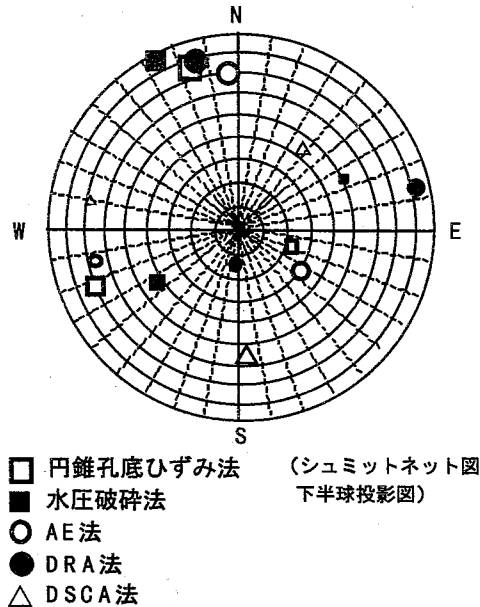 N
W
E
S
円錐孔底ひずみ法
水圧破砕法
AE法
DRA法
DSCA法
(シュミットネット図
下半球投影図)